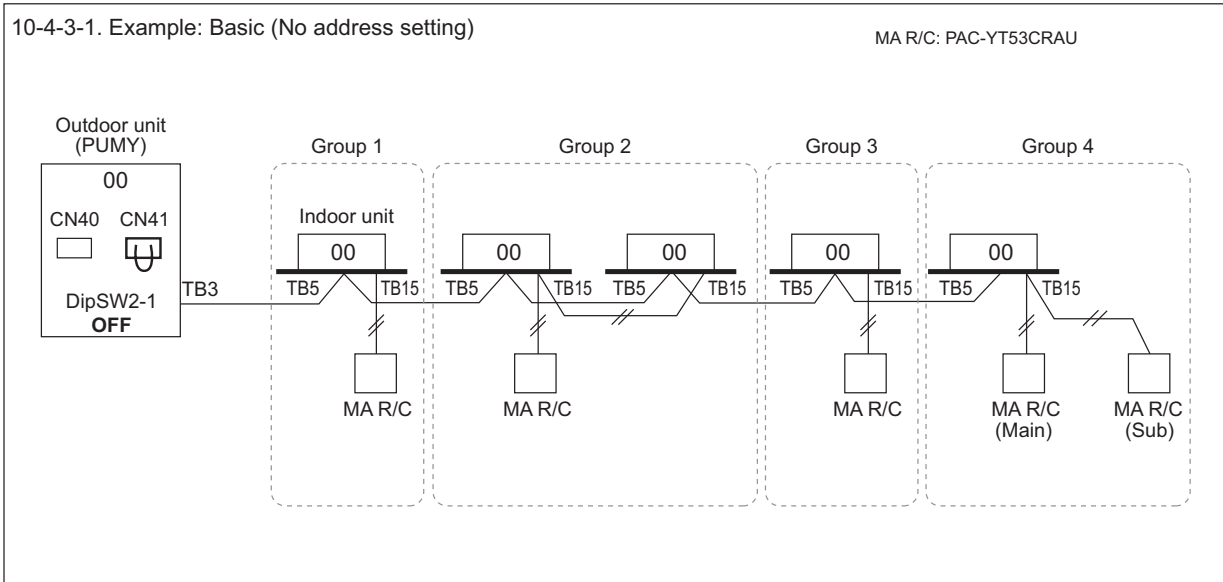 10-4-3-1. Example: Basic (No address setting)
MA R/C: PAC-YT53CRAU
Outdoor unit
(PUMY)
Group 1
Group 2
Group 3
Group 4
00
CN40
CN41
Indoor unit
00
00
00
00
00
DipSW2-1
OFF
TB3
TB5
TB15
TB5
TB15
TB5
TB15
TB5
TB15
TB5
TB15
MA R/C
MA R/C
MA R/C
MA R/C
(Main)
MA R/C
(Sub)